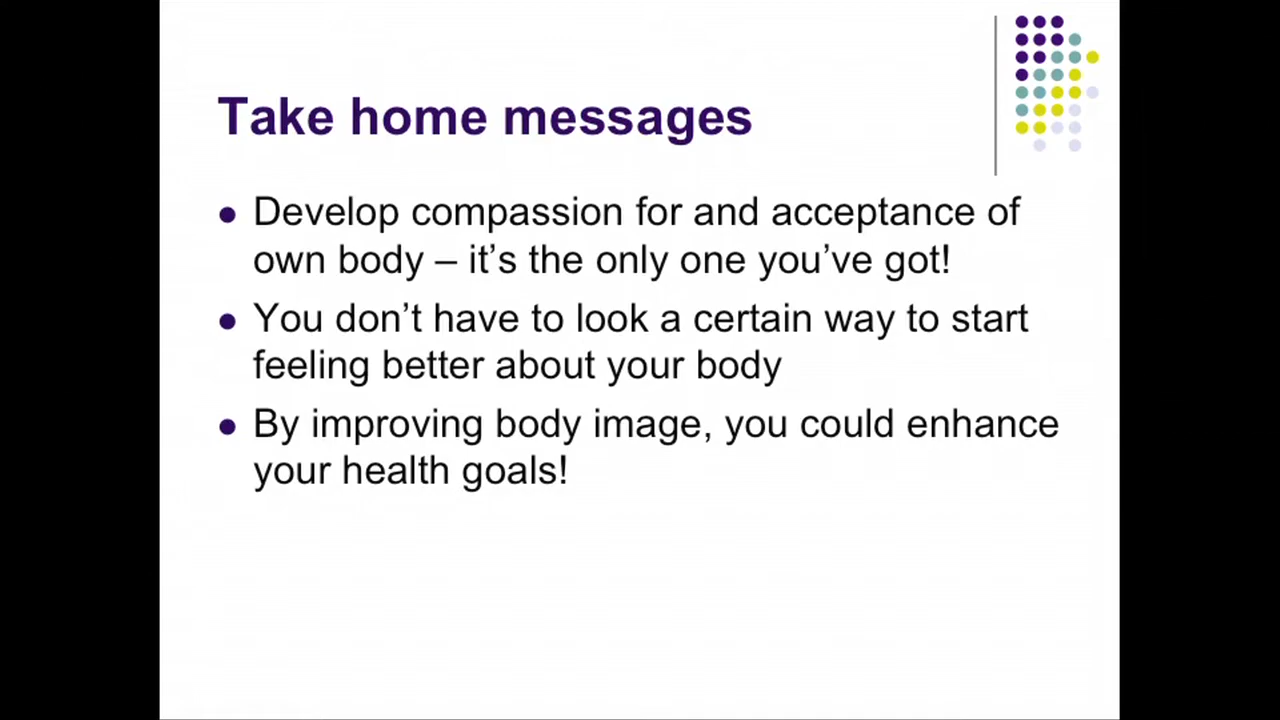 Take home messages
● Develop compassion for and acceptance of
own body – it’s the only one you’ve got!
● You don’t have to look a certain way to start
feeling better about your body
● By improving body image, you could enhance
your health goals!